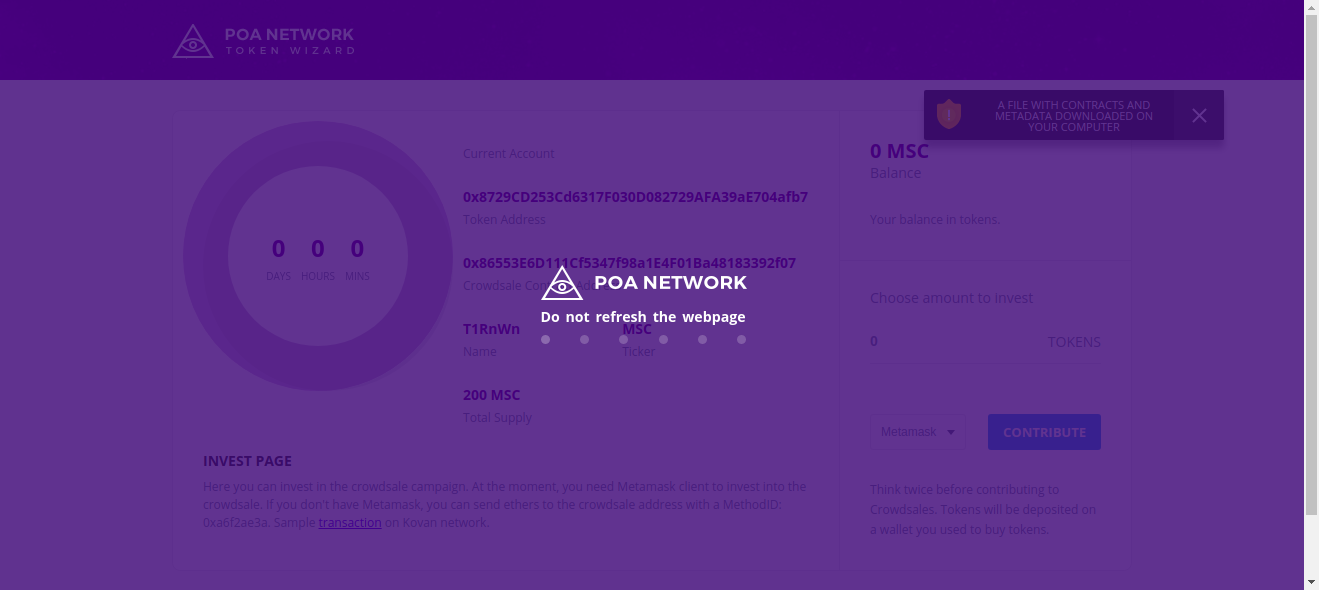 POA NETWORK
TOKEN WIZARD
A FILE WITH CONTRACTS AND
METADATA DOWNLOADED ON
YOUR COMPUTER
0 DAYS 0 HOURS 0 MINS
Current Account
0x8729CD253Cd6317F030D082729AFA39aE704afb7
Token Address
0x86553E6D111Cf5347f98a1E4F01Ba48183392f07
POA NETWORK
Do not refresh the webpage
T1RnWn
Name
MSC
Ticker
200 MSC
Total Supply
INVEST PAGE
Here you can invest in the crowdsale campaign. At the moment, you need Metamask client to invest into the
crowdsale. If you don't have Metamask, you can send ethers to the crowdsale address with a MethodID:
0xa6f2ae3a. Sample transaction on Kovan network.
0 MSC
Balance
Your balance in tokens.
Choose amount to invest
0 TOKENS
Metamask CONTRIBUTE
Think twice before contributing to
Crowdsales. Tokens will be deposited on
a wallet you used to buy tokens.